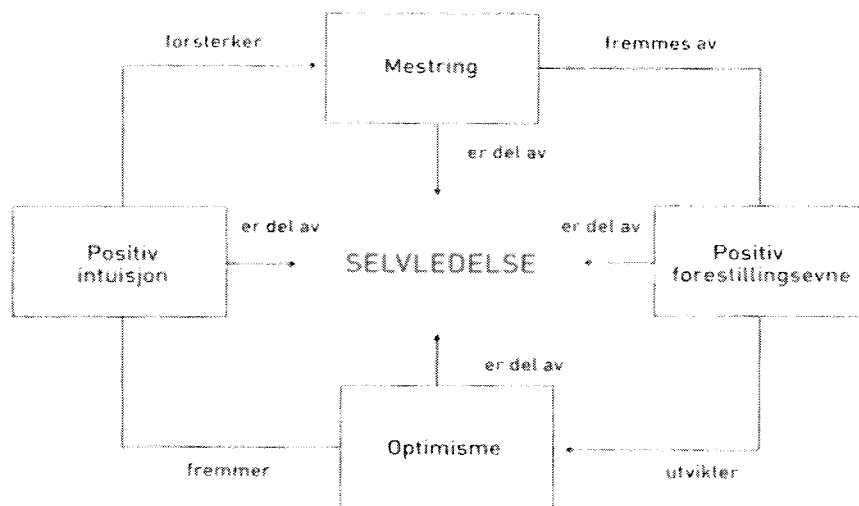 forsterker
Mestring
fremmes av
er del av
Positiv
intuisjon
er del av
SELVLEDELSE
er del av
Positiv
forestillingsevne
er del av
Optimisme
fremmer
utvikler